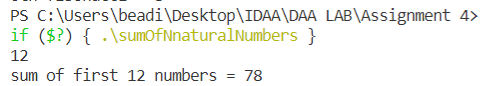 PS C:\Users\beadi\Desktop\IDAA\DAA LAB\Assignment 4>
if ($?) { .\sumOfNnaturalNumbers }
12
sum of first 12 numbers = 78